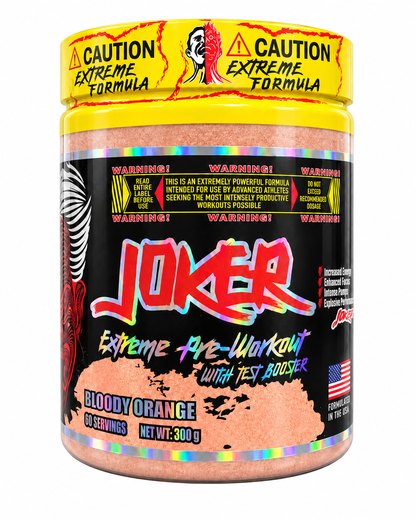 ⚠ CAUTION
EXTREME
FORMULA
⚠ CAUTION
EXTREME
FORMULA
WARNING! WARNING! WARNING!
READ
ENTIRE
LABEL
BEFORE
USE
THIS IS AN EXTREMELY POWERFUL FORMULA
INTENDED FOR USE BY ADVANCED ATHLETES
SEEKING THE MOST INTENSELY PRODUCTIVE
WORKOUTS POSSIBLE
DO NOT
EXCEED
RECOMMENDED
DOSAGE
WARNING! WARNING! WARNING!
JOKER
Extreme Pre-Workout
WITH TEST BOOSTER
Increased Energy
Enhanced Focus
Intense Pumps
Explosive Performance
JOKER
BLOODY ORANGE
60 SERVINGS NET WT: 300g
FORMULATED
IN THE USA